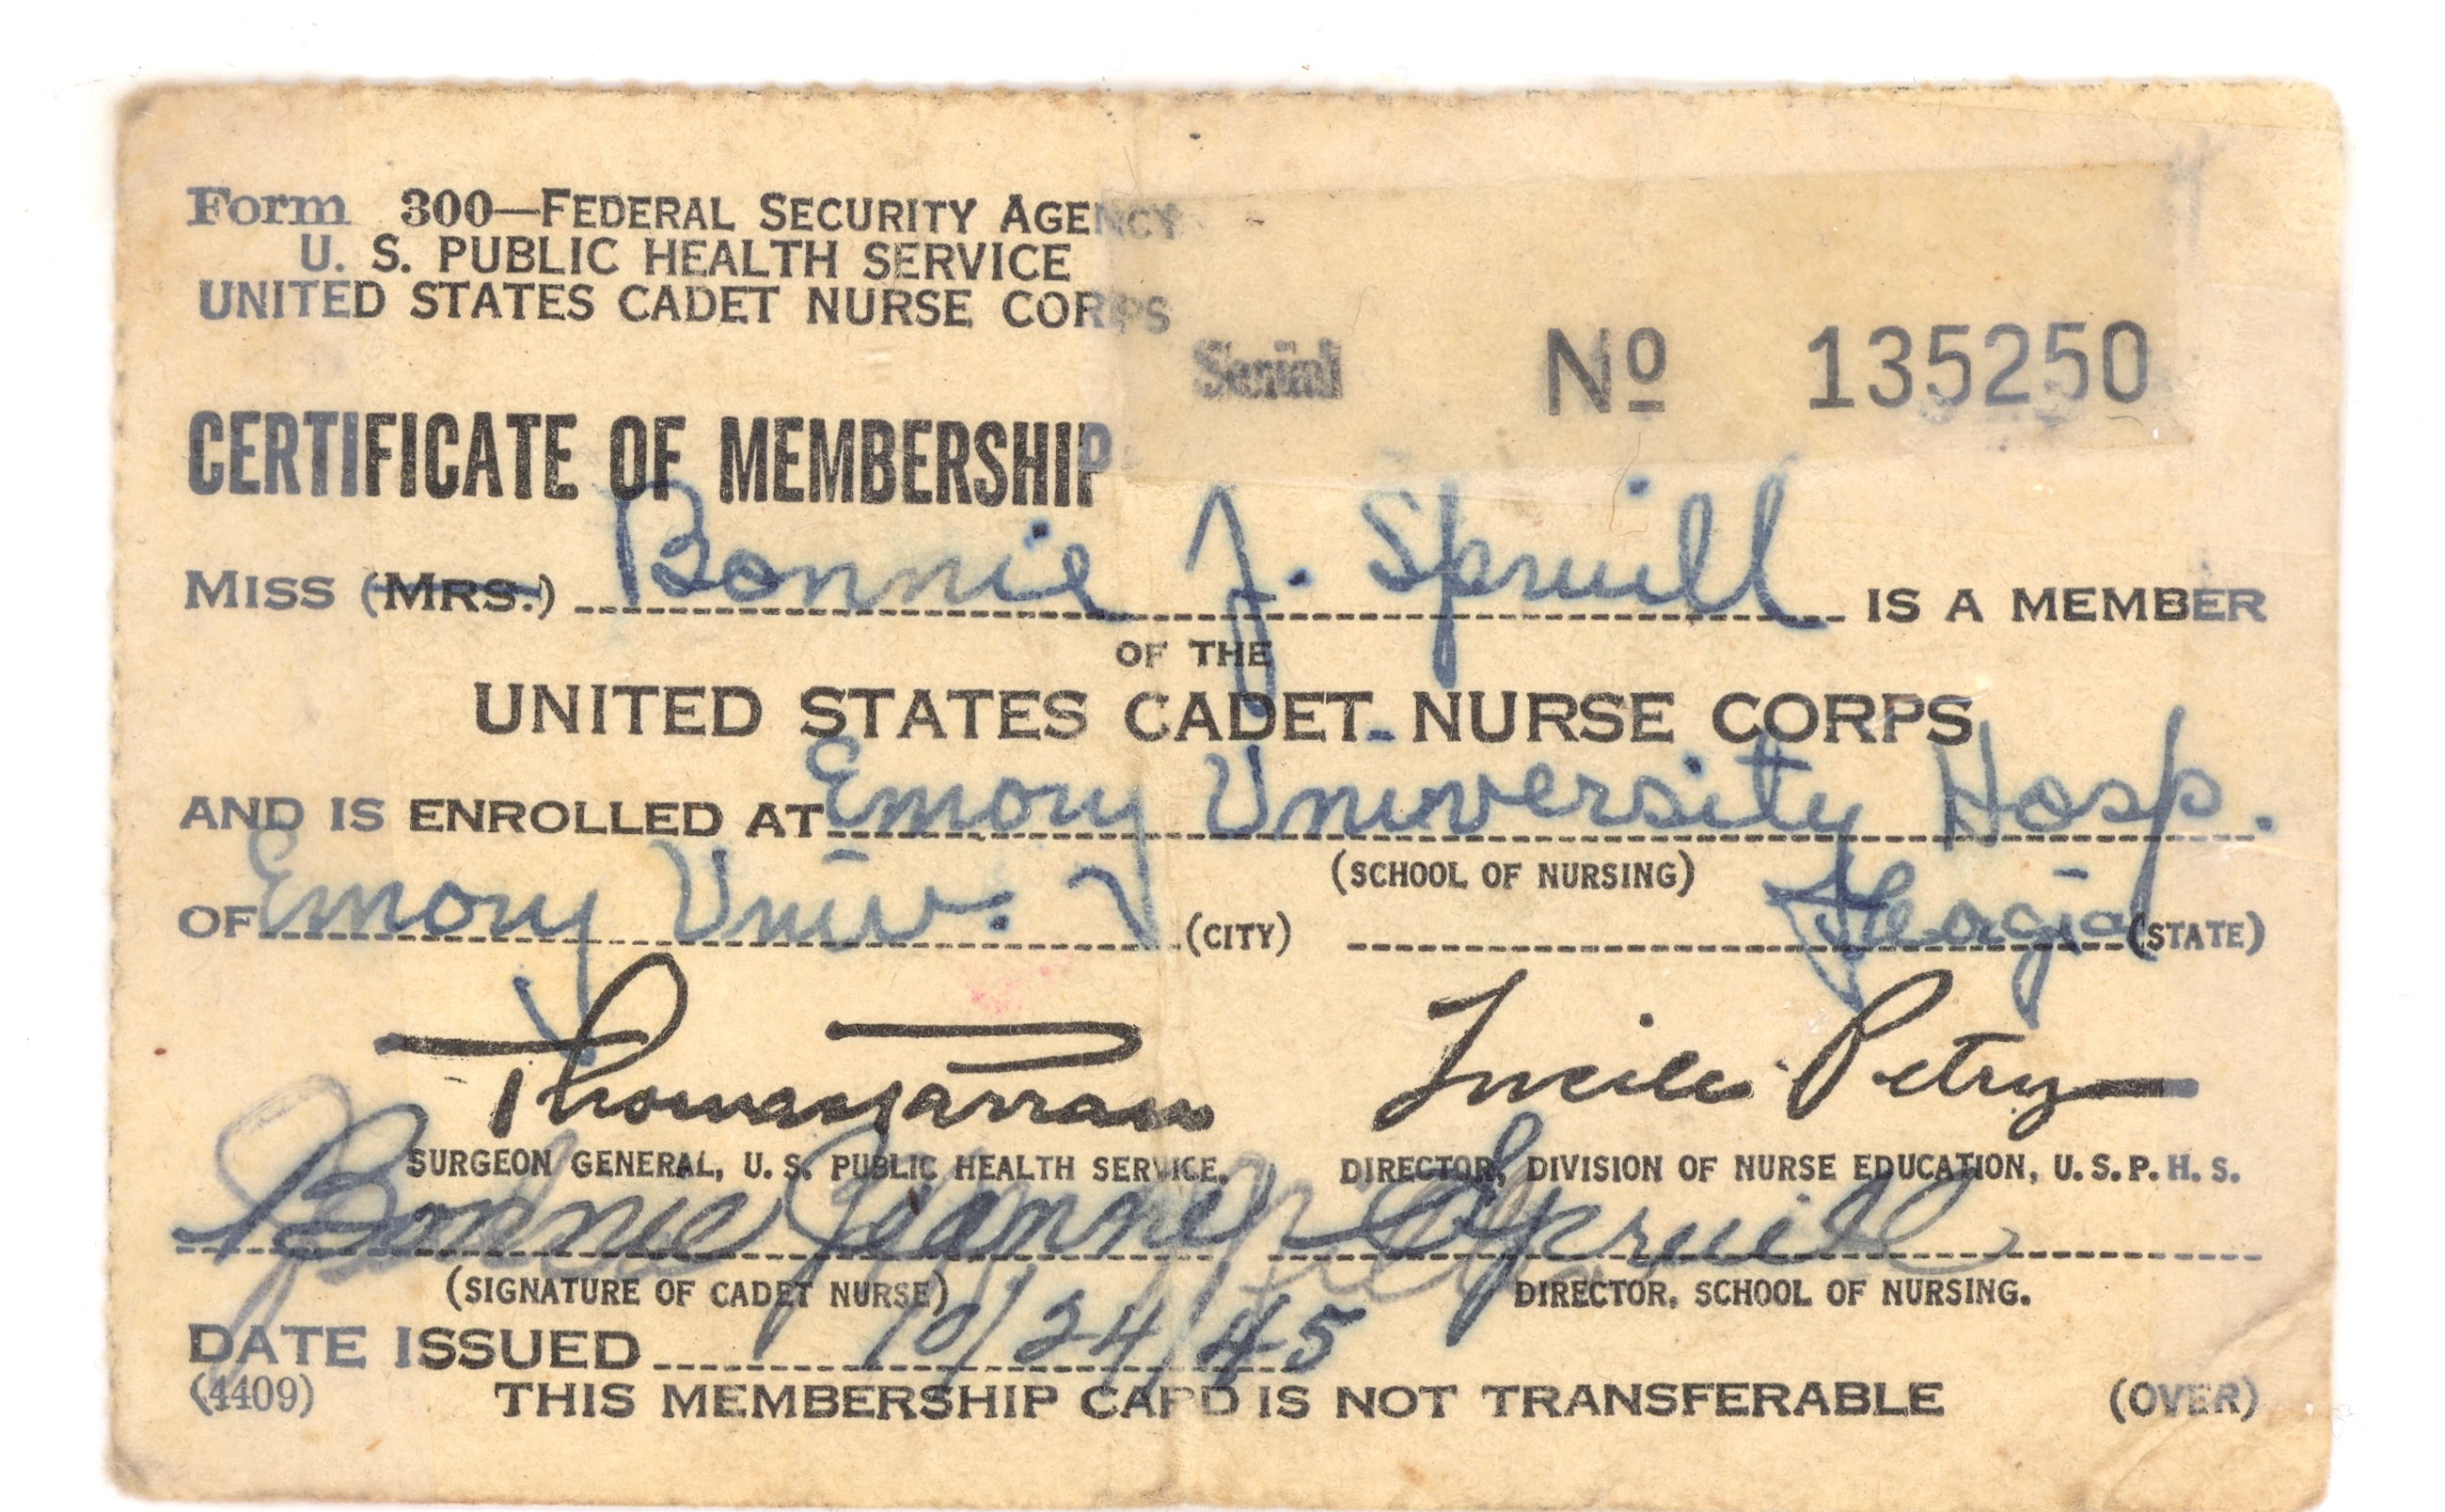 Form 300—FEDERAL SECURITY AGENCY
U. S. PUBLIC HEALTH SERVICE
UNITED STATES CADET NURSE CORPS
Serial Nº 135250
CERTIFICATE OF MEMBERSHIP
MISS (MRS.) Bonnie J. Spruill IS A MEMBER
OF THE
UNITED STATES CADET NURSE CORPS
AND IS ENROLLED AT Emory University Hosp.
(SCHOOL OF NURSING)
OF Emory Univ. (CITY) Georgia (STATE)
Thomas Parran Lucile Petry
SURGEON GENERAL, U. S. PUBLIC HEALTH SERVICE. DIRECTOR, DIVISION OF NURSE EDUCATION, U. S. P. H. S.
Bonnie Jeanne Spruill
(SIGNATURE OF CADET NURSE) DIRECTOR, SCHOOL OF NURSING.
DATE ISSUED 10/24/45
(4409) THIS MEMBERSHIP CARD IS NOT TRANSFERABLE (OVER)